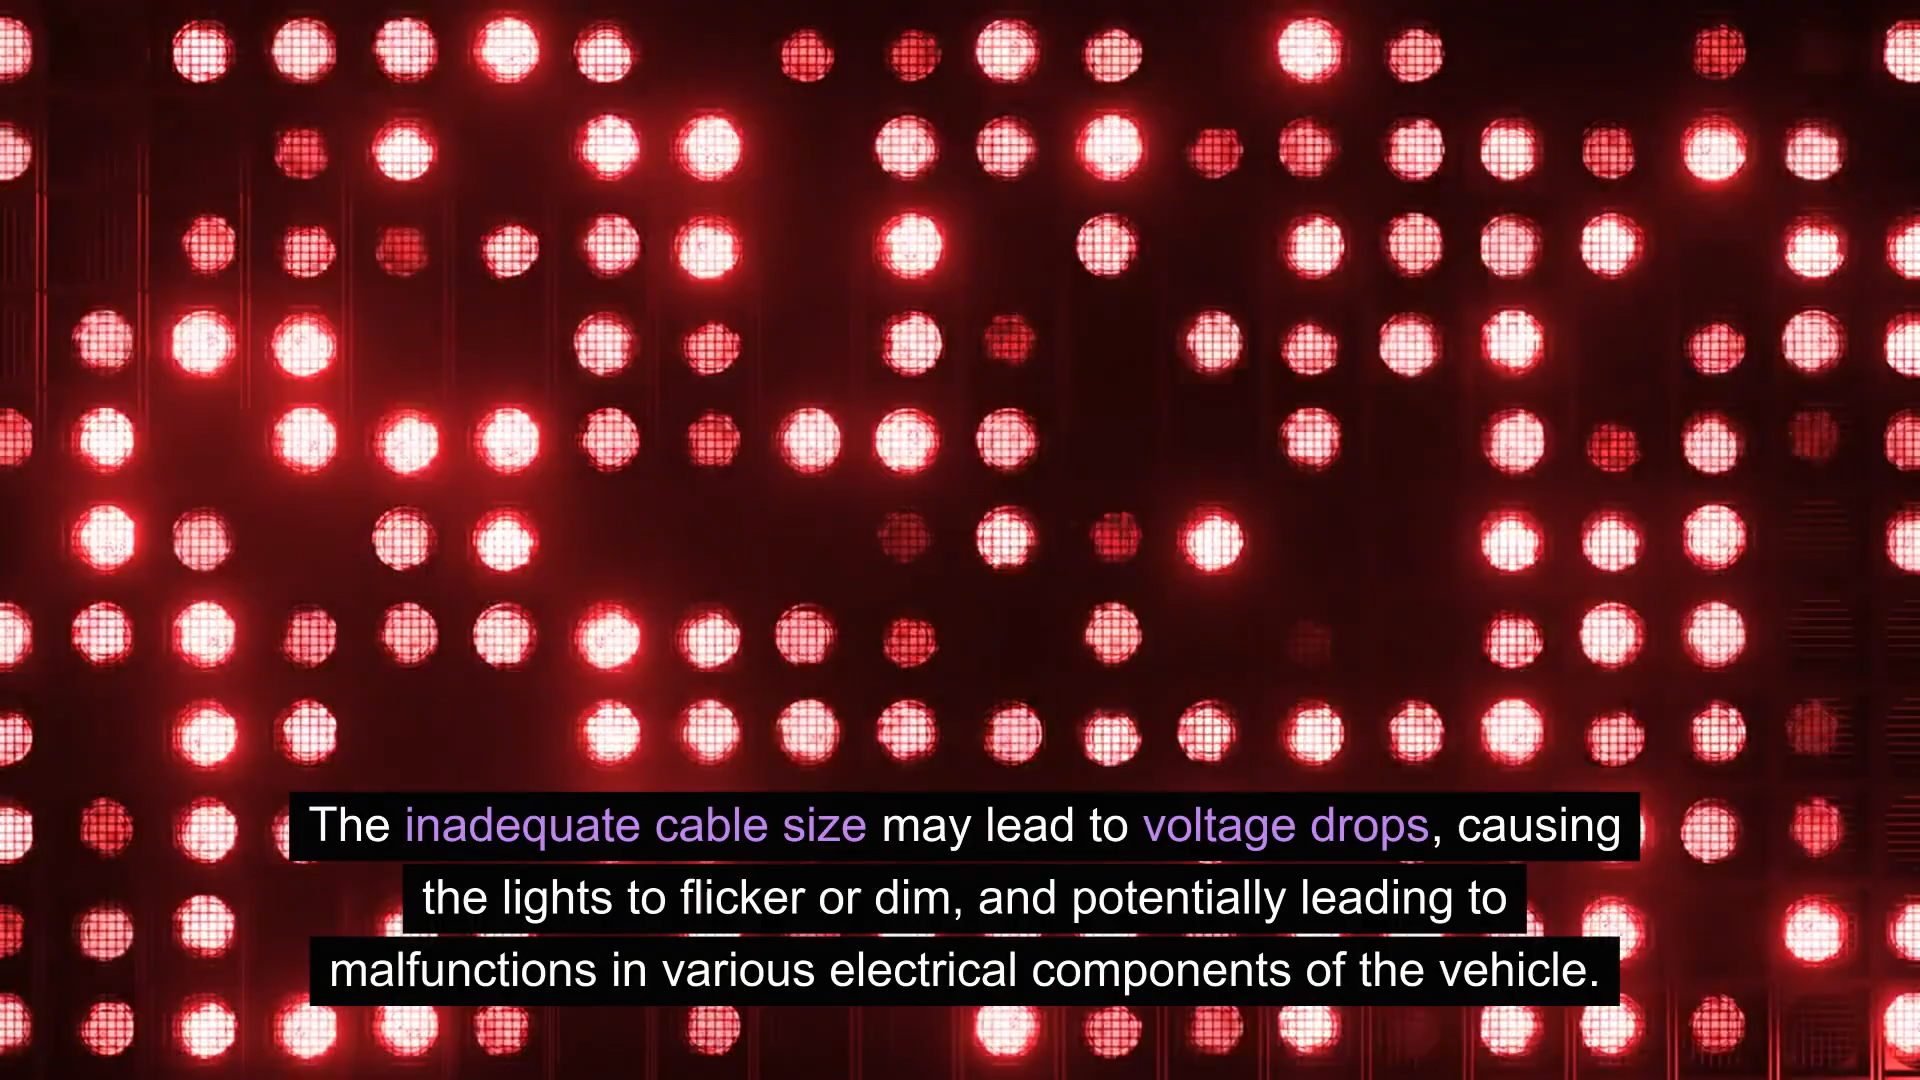 The inadequate cable size may lead to voltage drops, causing
the lights to flicker or dim, and potentially leading to
malfunctions in various electrical components of the vehicle.